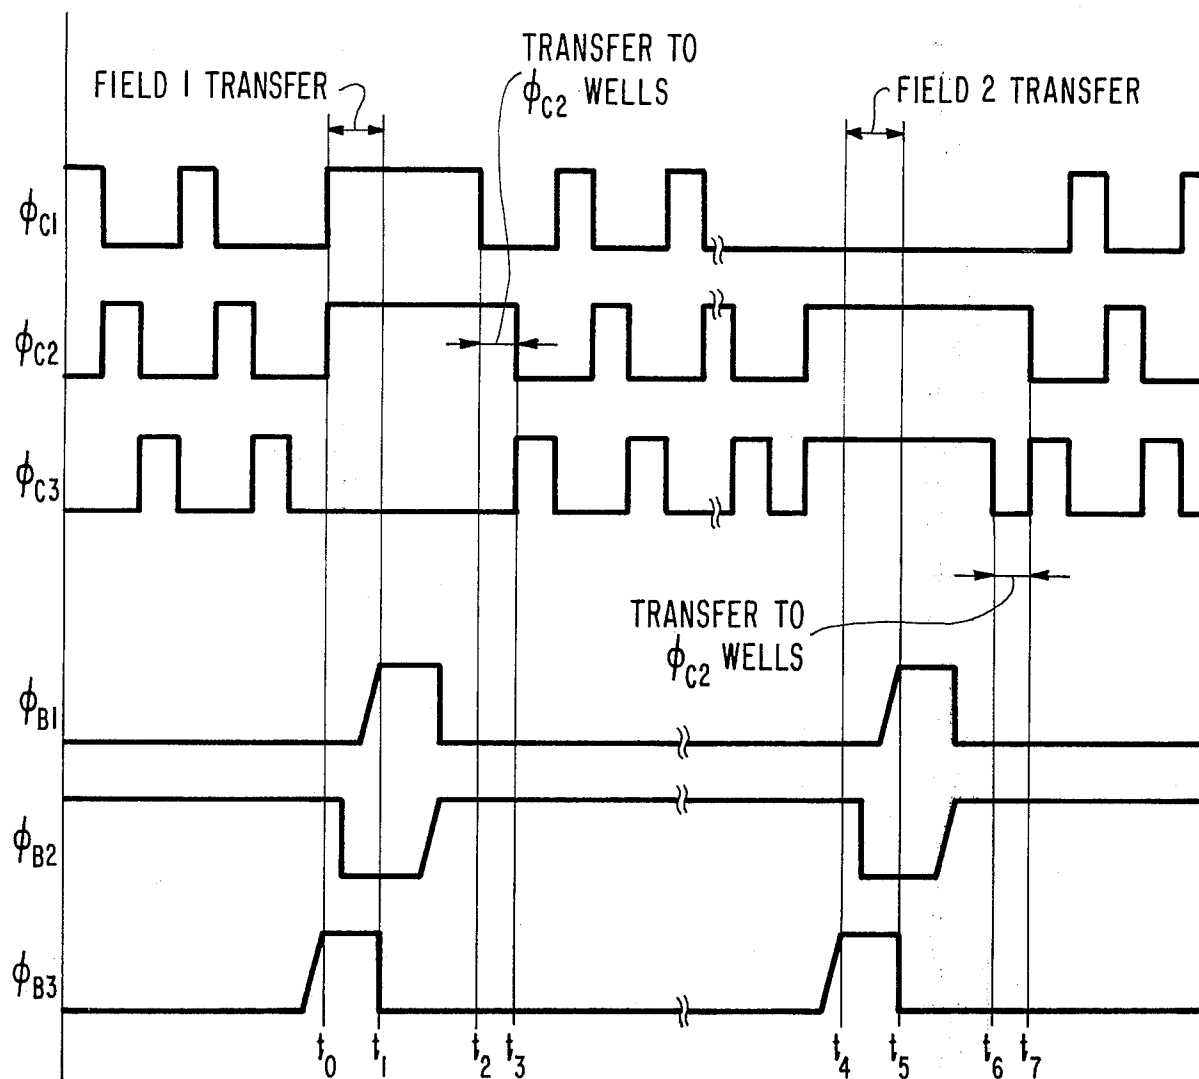 TRANSFER TO
ϕC2 WELLS
FIELD 1 TRANSFER
FIELD 2 TRANSFER
ϕC1
ϕC2
ϕC3
TRANSFER TO
ϕC2 WELLS
ϕB1
ϕB2
ϕB3
t0 t1 t2 t3 t4 t5 t6 t7